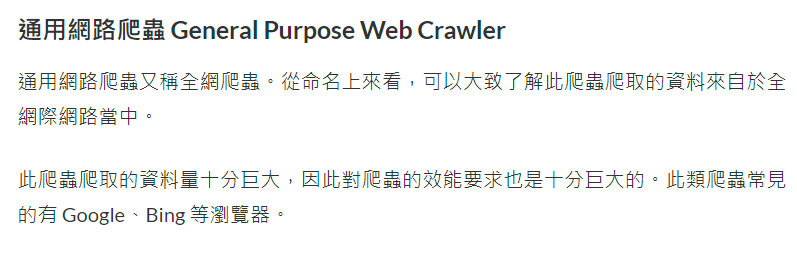 通用網路爬蟲 General Purpose Web Crawler
通用網路爬蟲又稱全網爬蟲。從命名上來看，可以大致了解此爬蟲爬取的資料來自於全
網際網路當中。
此爬蟲爬取的資料量十分巨大，因此對爬蟲的效能要求也是十分巨大的。此類爬蟲常見
的有 Google、Bing 等瀏覽器。